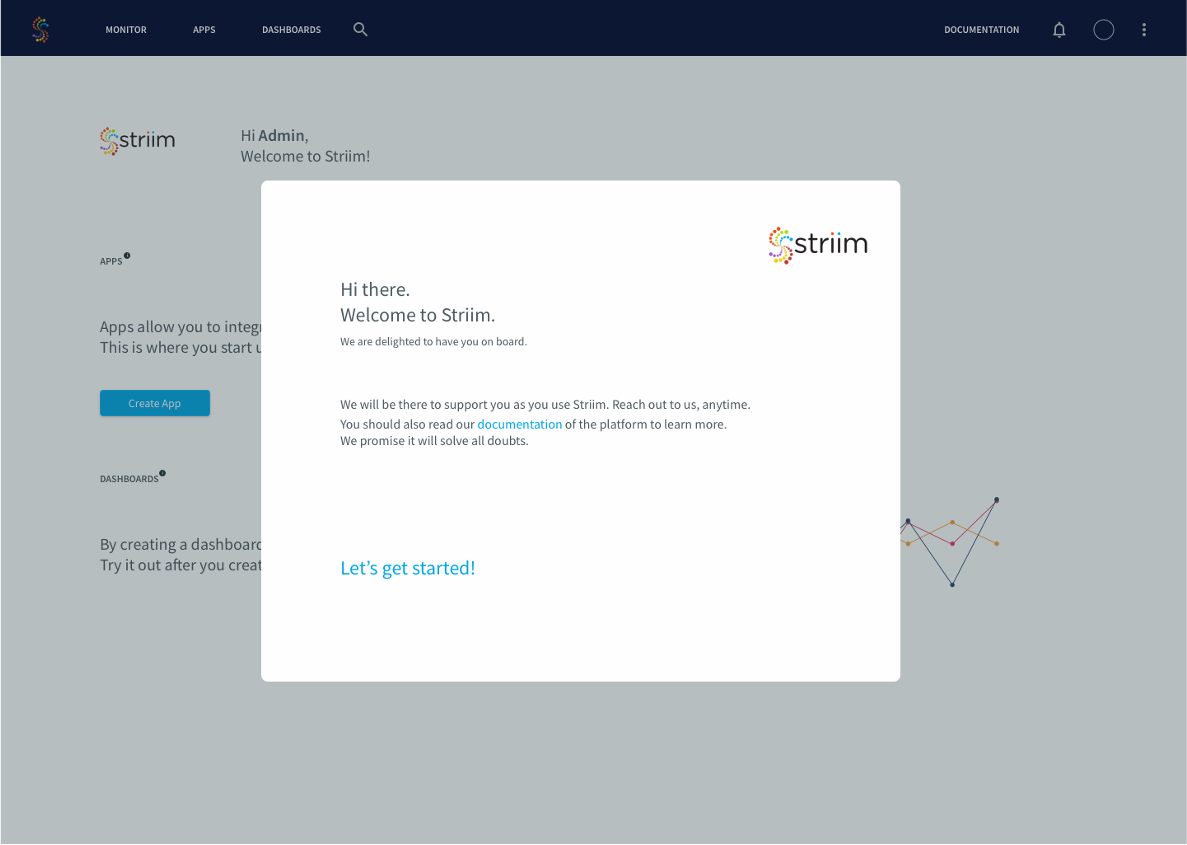 MONITOR APPS DASHBOARDS DOCUMENTATION
striim
Hi Admin,
Welcome to Striim!
striim
APPS
Hi there.
Welcome to Striim.
We are delighted to have you on board.
Apps allow you to integ
This is where you start
Create App
We will be there to support you as you use Striim. Reach out to us, anytime.
You should also read our documentation of the platform to learn more.
We promise it will solve all doubts.
DASHBOARDS
By creating a dashboard
Try it out after you creat
Let's get started!